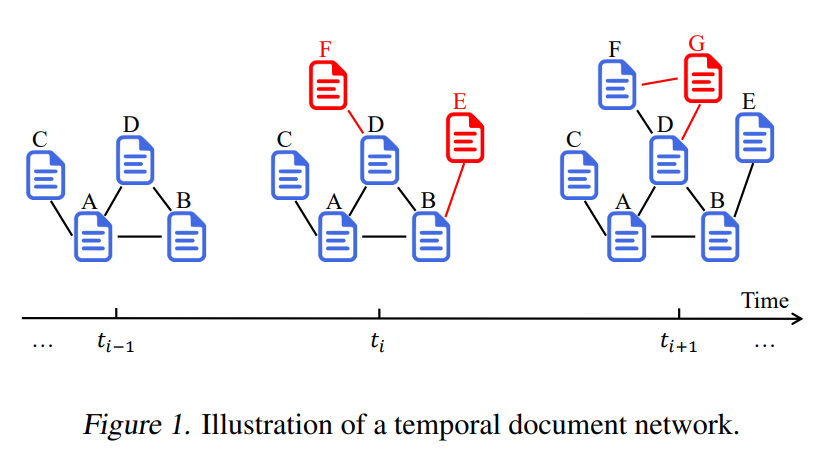 C
A
D
B
F
C
A
D
B
E
F
G
C
A
D
B
E
Time
... t_{i-1} t_i t_{i+1} ...
Figure 1. Illustration of a temporal document network.